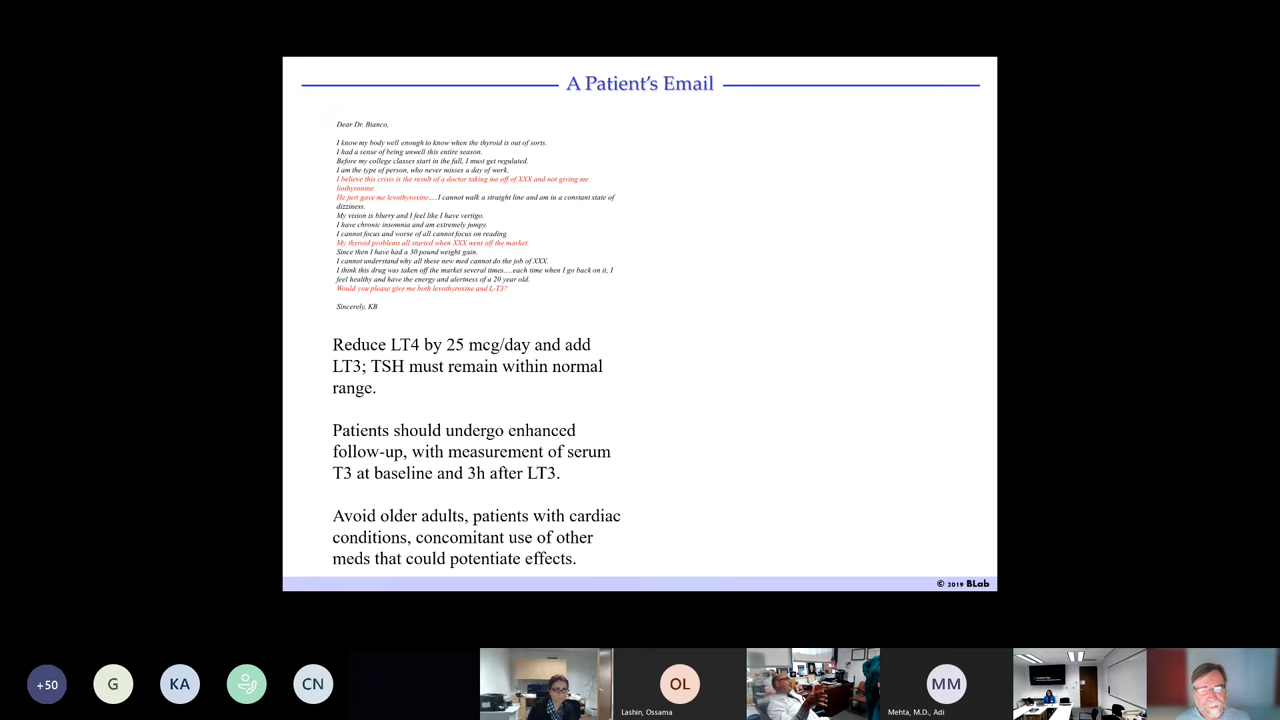 A Patient's Email
Dear Dr. Bianco,
I know my body well enough to know when the thyroid is out of sorts.
I had a sense of being unwell this entire season.
Before my college classes start in the fall, I must get regulated.
I am the type of person, who never misses a day of work.
I believe this crisis is the result of a doctor taking me off of XXX and not giving me
liothyronine.
He just gave me levothyroxine....I cannot walk a straight line and am in a constant state of
dizziness.
My vision is blurry and I feel like I have vertigo.
I have chronic insomnia and am extremely jumpy.
I cannot focus and worse of all cannot focus on reading.
My thyroid problems all started when XXX went off the market.
Since then I have had a 30 pound weight gain.
I cannot understand why all these new med cannot do the job of XXX.
I think this drug was taken off the market several times.....each time when I go back on it, I
feel healthy and have the energy and alertness of a 20 year old.
Would you please give me both levothyroxine and L-T3?
Sincerely, KB
Reduce LT4 by 25 mcg/day and add
LT3; TSH must remain within normal
range.
Patients should undergo enhanced
follow-up, with measurement of serum
T3 at baseline and 3h after LT3.
Avoid older adults, patients with cardiac
conditions, concomitant use of other
meds that could potentiate effects.
© 2019 BLab
+50
G
KA
CN
OL
Lashin, Ossama
MM
Mehta, M.D., Adi